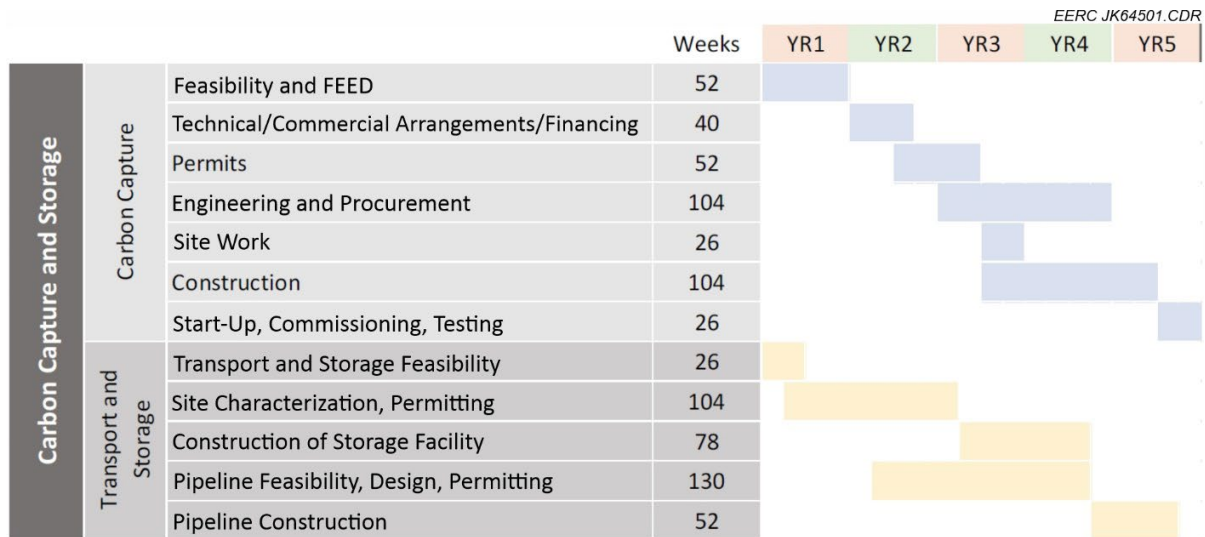 EERC JK64501.CDR
Weeks YR1 YR2 YR3 YR4 YR5
Carbon Capture and Storage
Carbon Capture
Feasibility and FEED 52
Technical/Commercial Arrangements/Financing 40
Permits 52
Engineering and Procurement 104
Site Work 26
Construction 104
Start-Up, Commissioning, Testing 26
Transport and
Storage
Transport and Storage Feasibility 26
Site Characterization, Permitting 104
Construction of Storage Facility 78
Pipeline Feasibility, Design, Permitting 130
Pipeline Construction 52